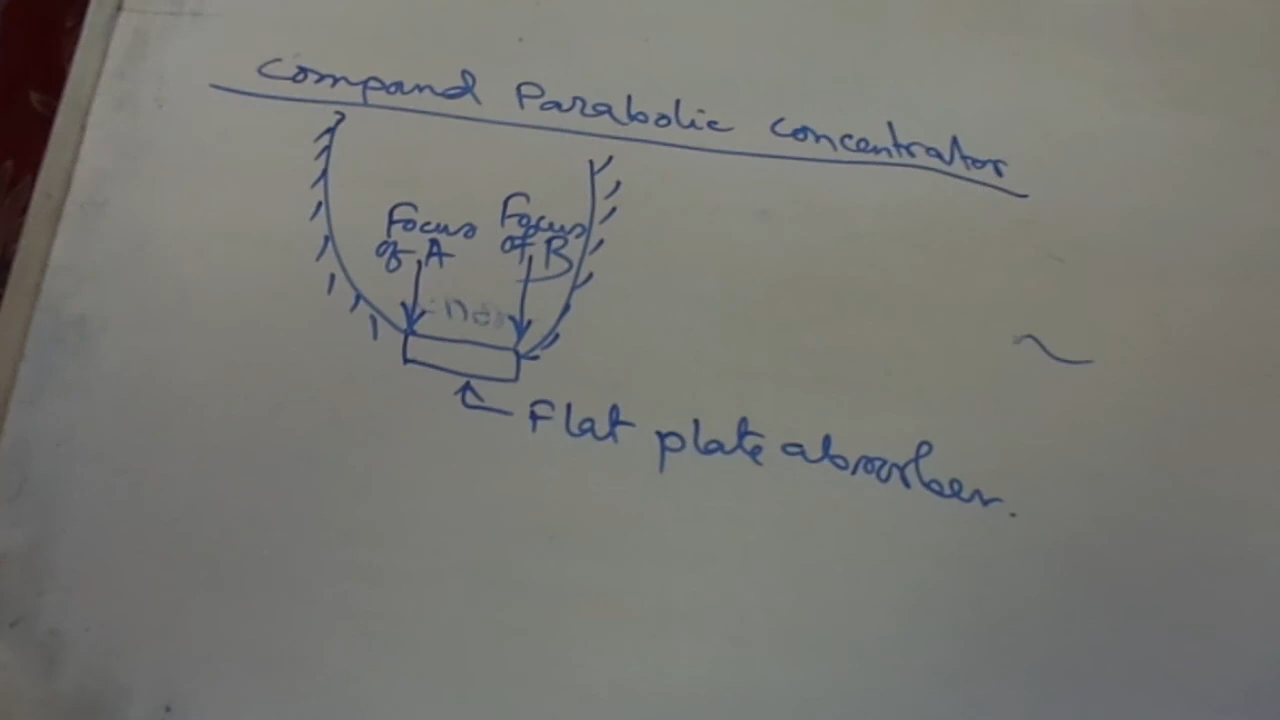 Compand Parabolic Concentrator
Focus of A
Focus of B
Flat plate absorber.